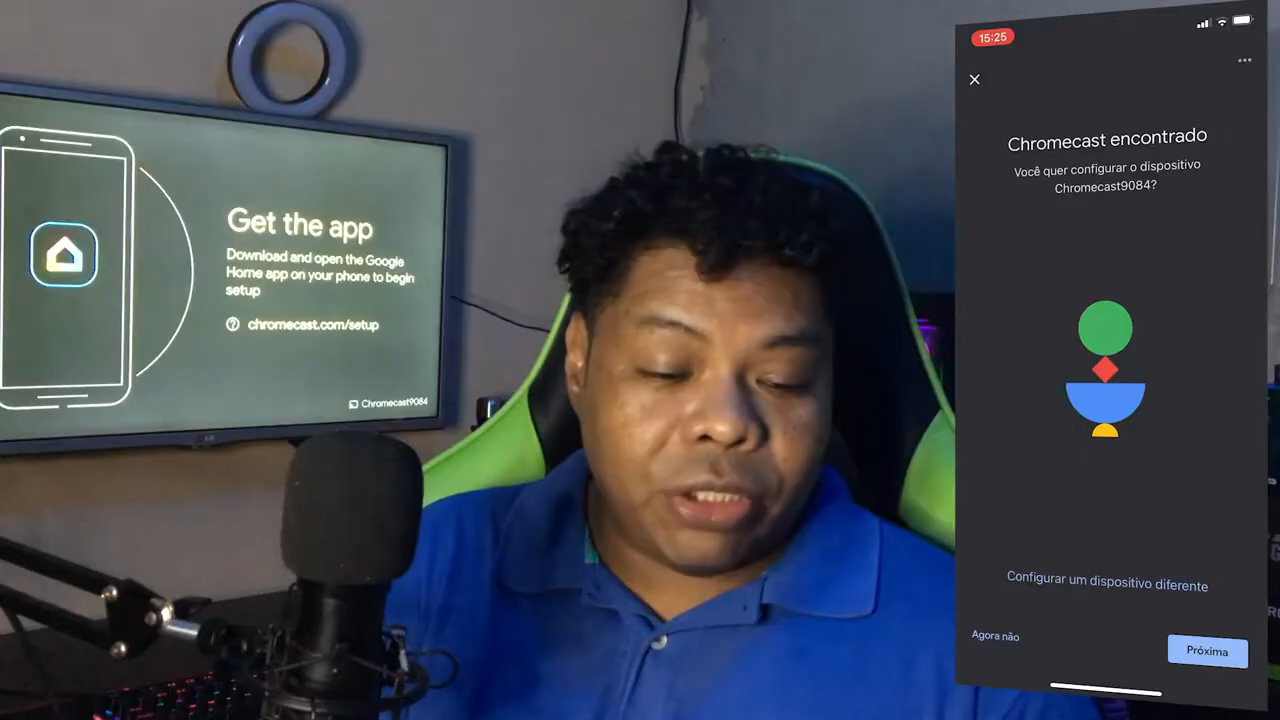 Get the app
Download and open the Google
Home app on your phone to begin
setup
chromecast.com/setup
Chromecast9084
15:25
Chromecast encontrado
Você quer configurar o dispositivo
Chromecast9084?
Configurar um dispositivo diferente
Agora não
Próxima